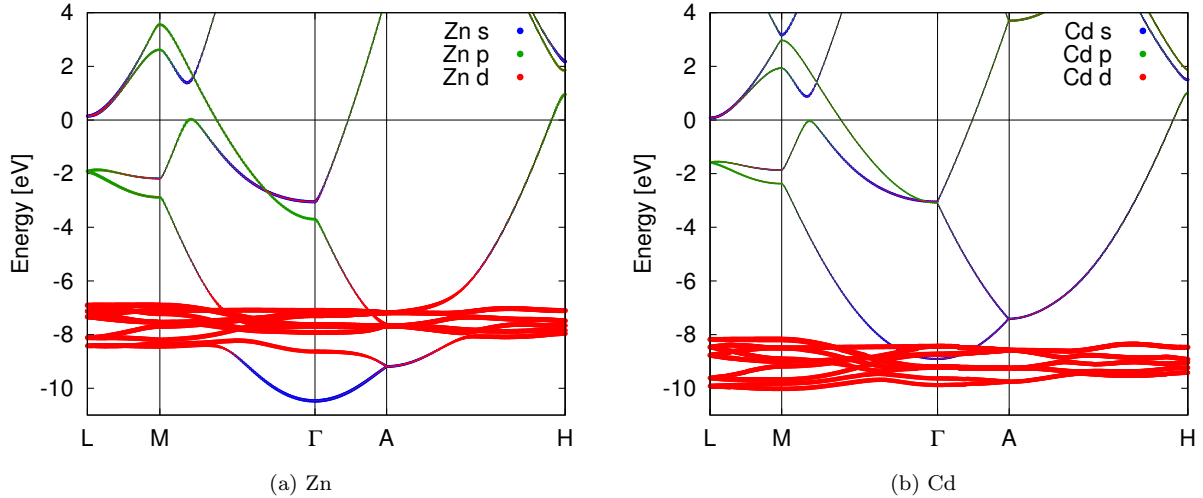 4
2
0
-2
-4
-6
-8
-10
Energy [eV]
Zn s
Zn p
Zn d
L M Γ A H
(a) Zn
4
2
0
-2
-4
-6
-8
-10
Energy [eV]
Cd s
Cd p
Cd d
L M Γ A H
(b) Cd